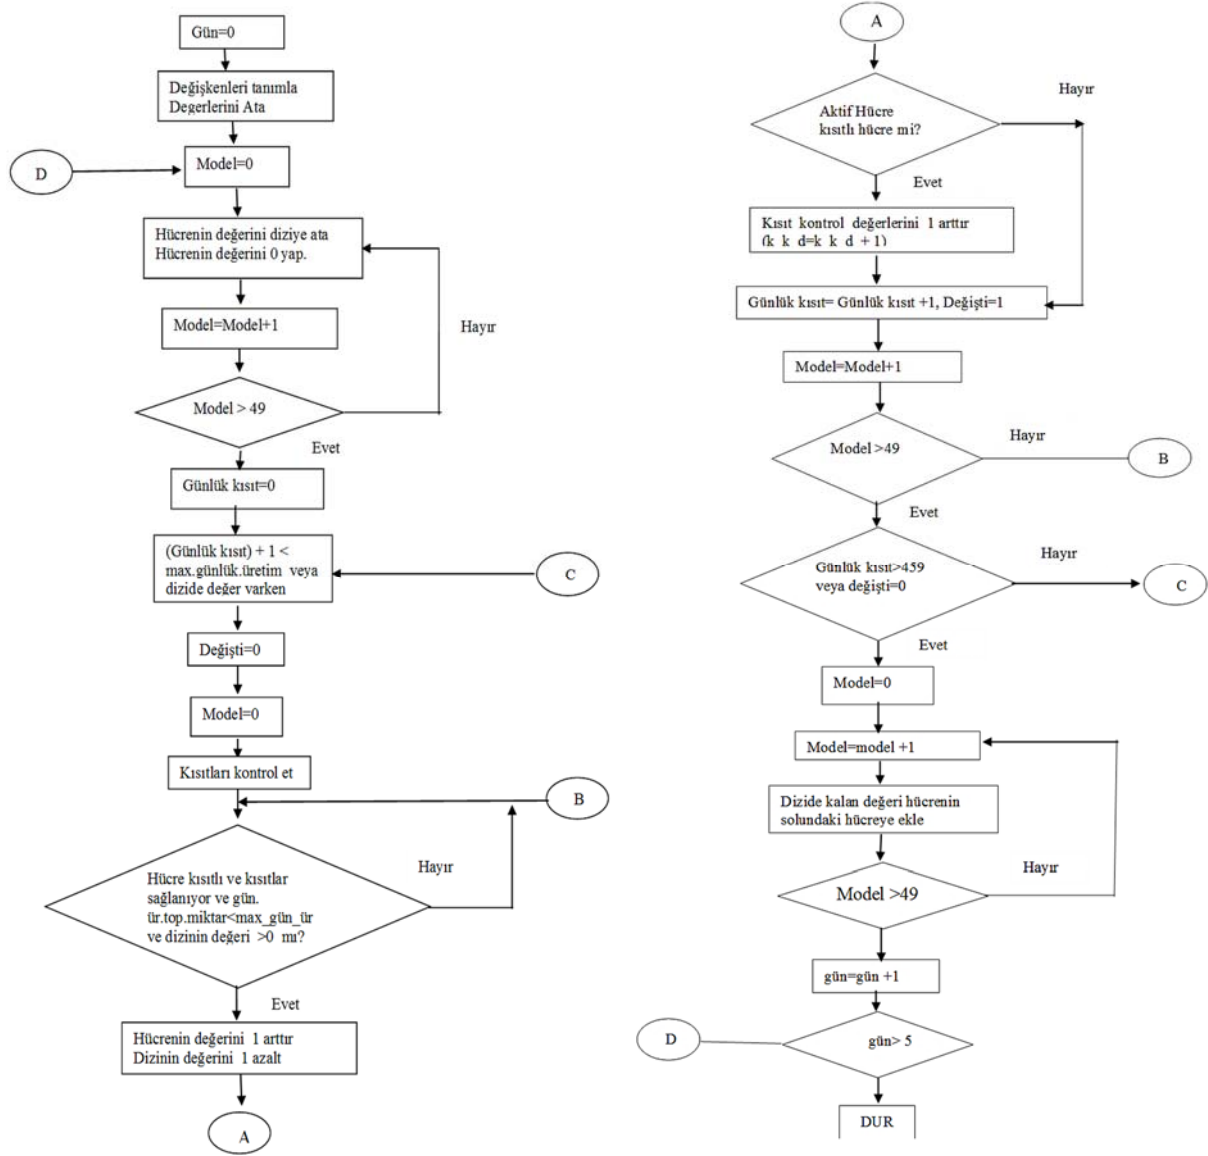 Gün=0
Değişkenleri tanımla
Degerlerini Ata
D
Model=0
Hücrenin değerini diziye ata
Hücrenin değerini 0 yap.
Model=Model+1
Hayır
Model > 49
Evet
Günlük kısıt=0
(Günlük kısıt) + 1 <
max.günlük.üretim veya
dizide değer varken
C
Değişti=0
Model=0
Kısıtları kontrol et
B
Hayır
Hücre kısıtlı ve kısıtlar
sağlanıyor ve gün.
ür.top.miktar<max_gün_ür
ve dizinin değeri >0 mı?
Evet
Hücrenin değerini 1 arttır
Dizinin değerini 1 azalt
A
A
Hayır
Aktif Hücre
kısıtlı hücre mi?
Evet
Kısıt kontrol değerlerini 1 arttır
(k_k_d=k_k_d + 1)
Günlük kısıt= Günlük kısıt +1, Değişti=1
Model=Model+1
Model >49
Hayır
B
Evet
Günlük kısıt>459
veya değişti=0
Hayır
C
Evet
Model=0
Model=model +1
Dizide kalan değeri hücrenin
solundaki hücreye ekle
Hayır
Model >49
gün=gün +1
D
gün> 5
DUR